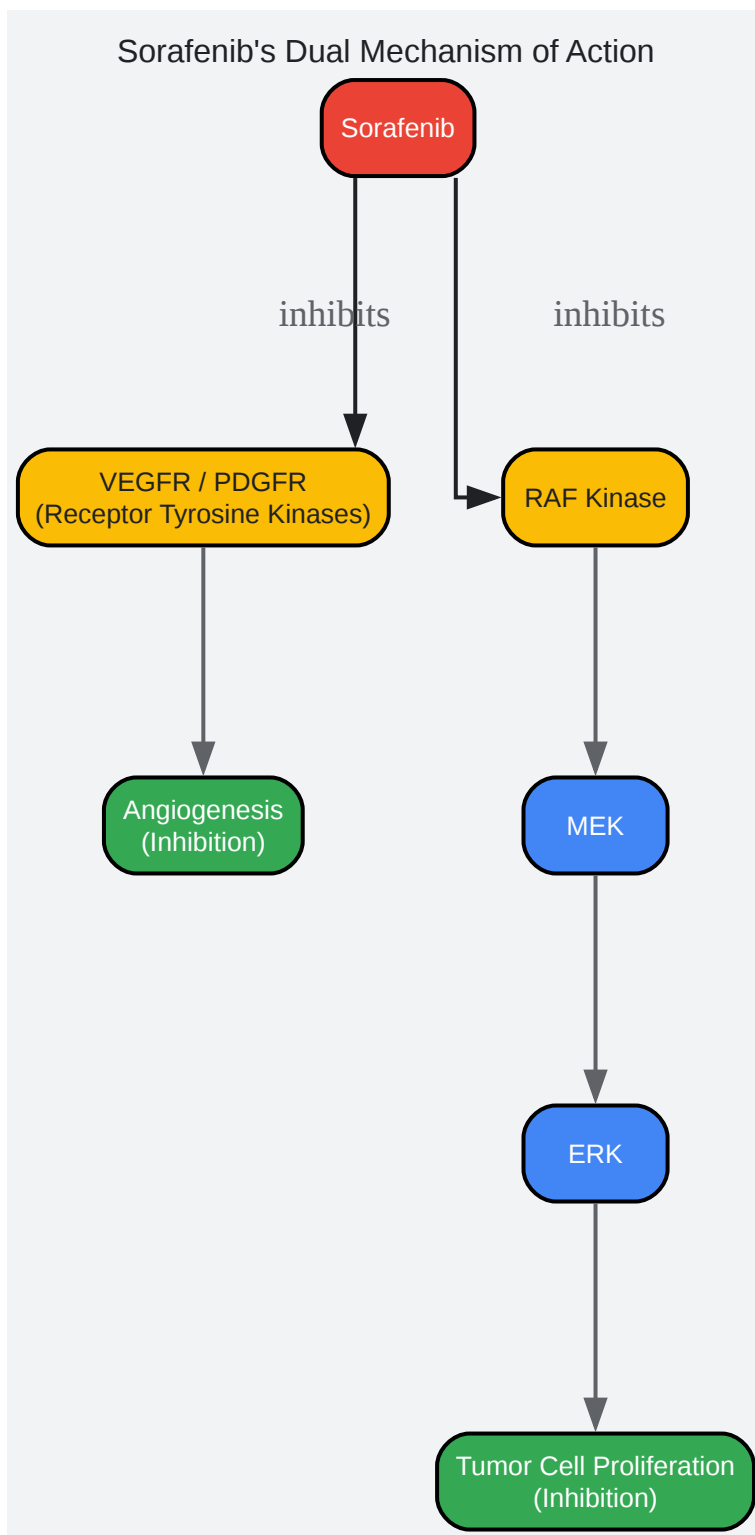 Sorafenib's Dual Mechanism of Action
Sorafenib
inhibits
inhibits
VEGFR / PDGFR
(Receptor Tyrosine Kinases)
RAF Kinase
Angiogenesis
(Inhibition)
MEK
ERK
Tumor Cell Proliferation
(Inhibition)